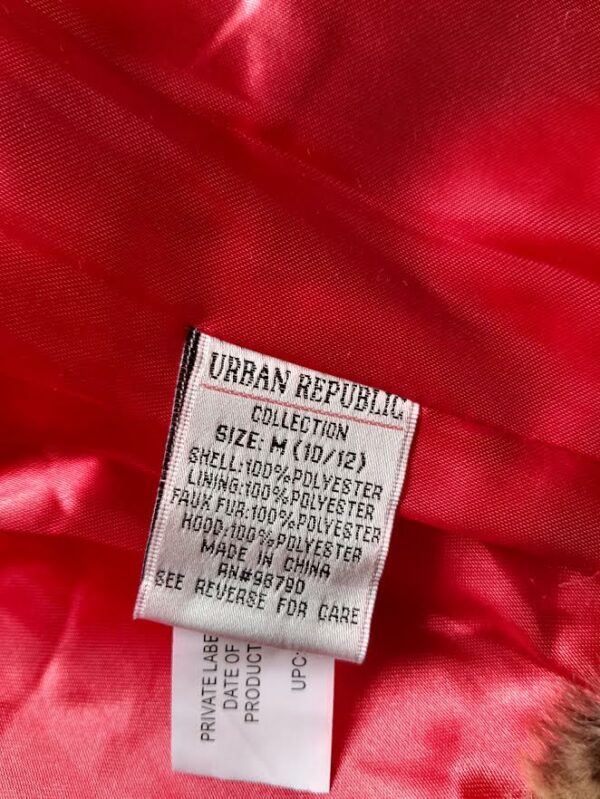 URBAN REPUBLIC
COLLECTION
SIZE: M (10/12)
SHELL:100%POLYESTER
LINING:100%POLYESTER
FAUX FUR:100%POLYESTER
HOOD:100%POLYESTER
MADE IN CHINA
RN#98790
SEE REVERSE FOR CARE
PRIVATE LABE
DATE OF
PRODUCT
UPC